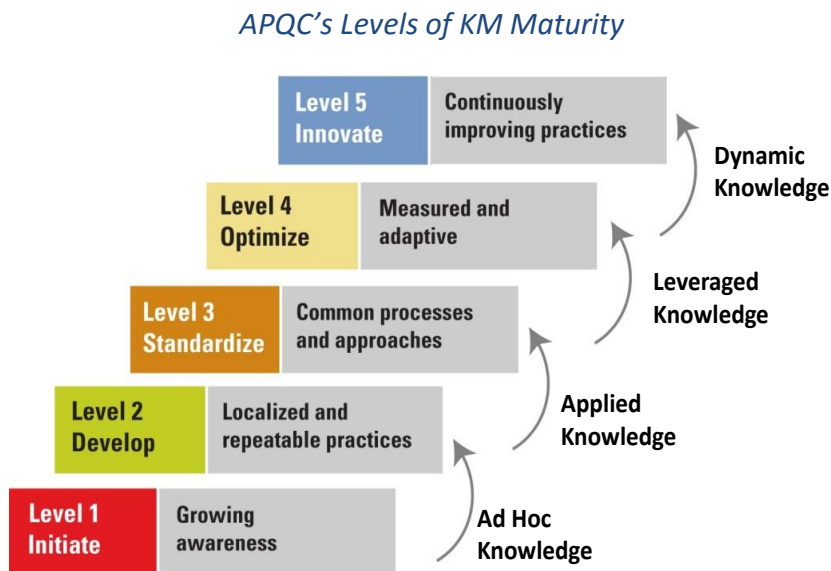 APQC’s Levels of KM Maturity
Level 5
Innovate
Continuously
improving practices
Dynamic
Knowledge
Level 4
Optimize
Measured and
adaptive
Leveraged
Knowledge
Level 3
Standardize
Common processes
and approaches
Applied
Knowledge
Level 2
Develop
Localized and
repeatable practices
Ad Hoc
Knowledge
Level 1
Initiate
Growing
awareness